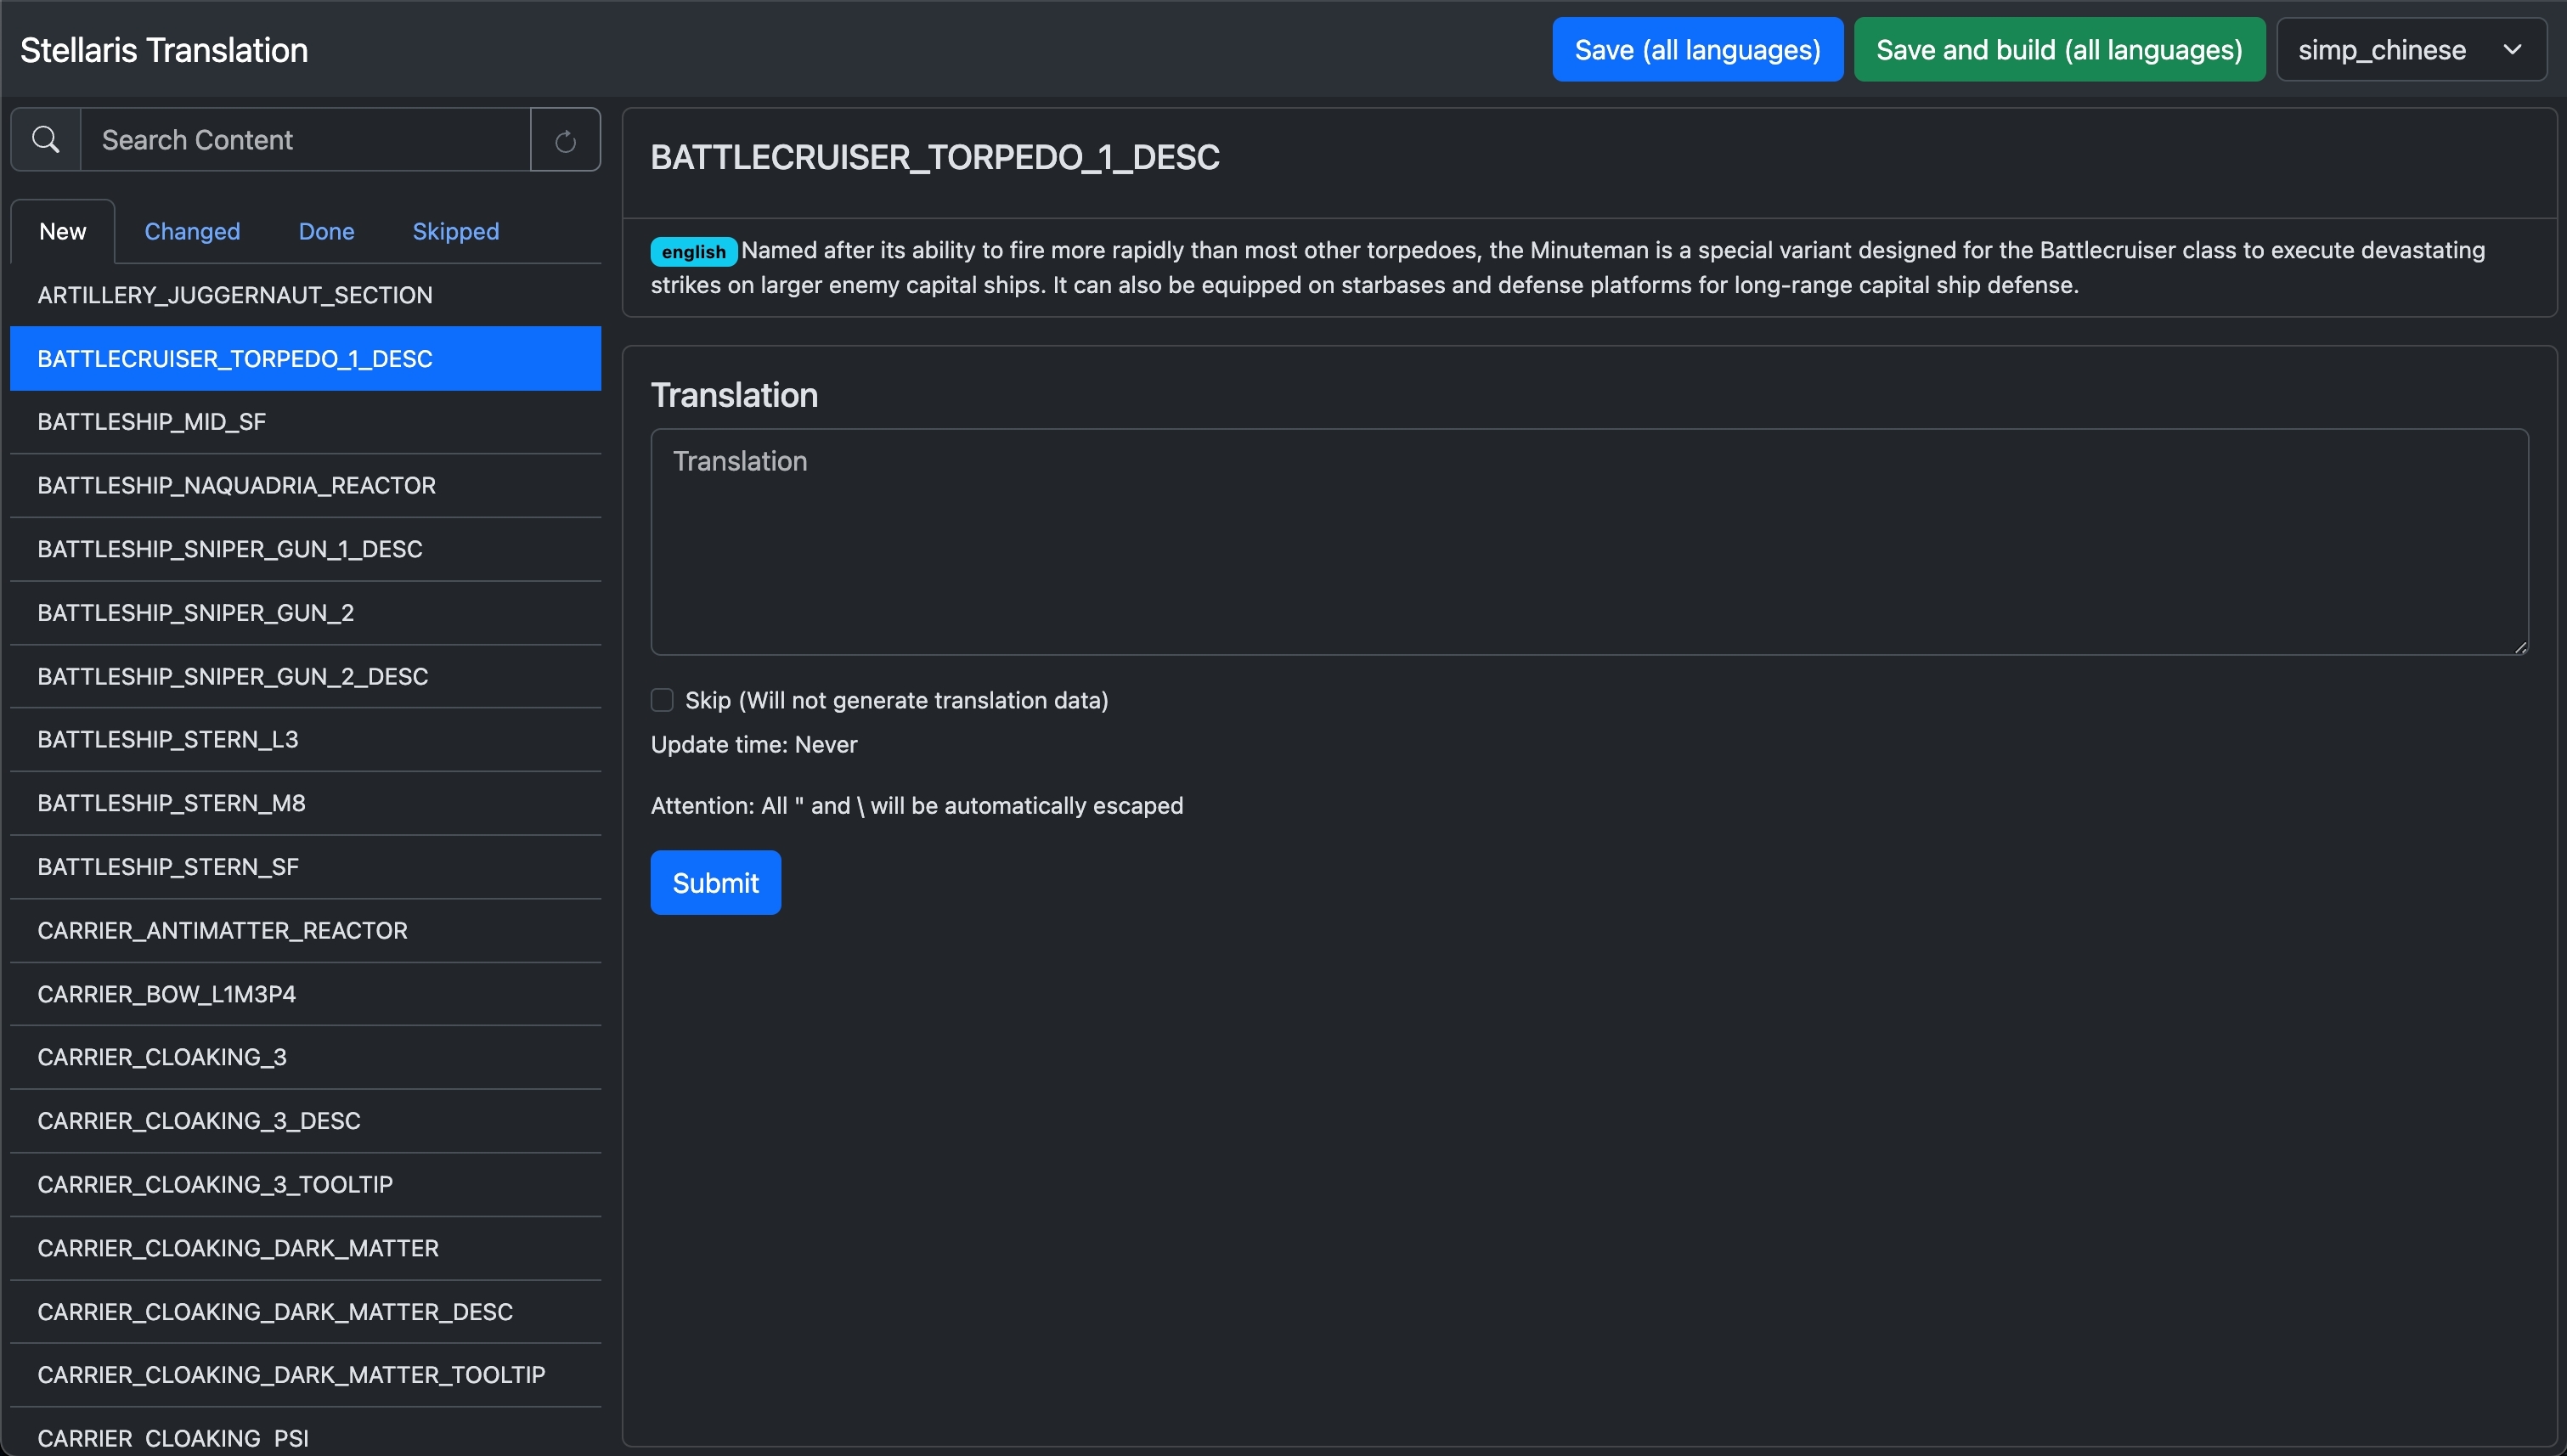 Stellaris Translation
Save (all languages)
Save and build (all languages)
simp_chinese
Search Content
New
Changed
Done
Skipped
ARTILLERY_JUGGERNAUT_SECTION
BATTLECRUISER_TORPEDO_1_DESC
BATTLESHIP_MID_SF
BATTLESHIP_NAQUADRIA_REACTOR
BATTLESHIP_SNIPER_GUN_1_DESC
BATTLESHIP_SNIPER_GUN_2
BATTLESHIP_SNIPER_GUN_2_DESC
BATTLESHIP_STERN_L3
BATTLESHIP_STERN_M8
BATTLESHIP_STERN_SF
CARRIER_ANTIMATTER_REACTOR
CARRIER_BOW_L1M3P4
CARRIER_CLOAKING_3
CARRIER_CLOAKING_3_DESC
CARRIER_CLOAKING_3_TOOLTIP
CARRIER_CLOAKING_DARK_MATTER
CARRIER_CLOAKING_DARK_MATTER_DESC
CARRIER_CLOAKING_DARK_MATTER_TOOLTIP
CARRIER_CLOAKING_PSI
BATTLECRUISER_TORPEDO_1_DESC
english Named after its ability to fire more rapidly than most other torpedoes, the Minuteman is a special variant designed for the Battlecruiser class to execute devastating
strikes on larger enemy capital ships. It can also be equipped on starbases and defense platforms for long-range capital ship defense.
Translation
Translation
Skip (Will not generate translation data)
Update time: Never
Attention: All " and \ will be automatically escaped
Submit